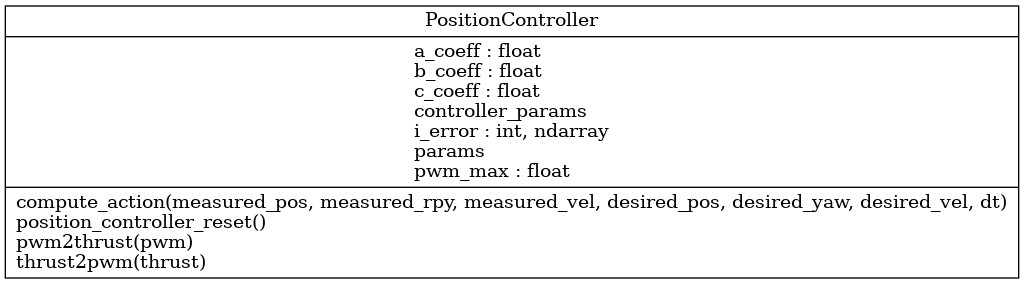 PositionController
a_coeff : float
b_coeff : float
c_coeff : float
controller_params
i_error : int, ndarray
params
pwm_max : float
compute_action(measured_pos, measured_rpy, measured_vel, desired_pos, desired_yaw, desired_vel, dt)
position_controller_reset()
pwm2thrust(pwm)
thrust2pwm(thrust)